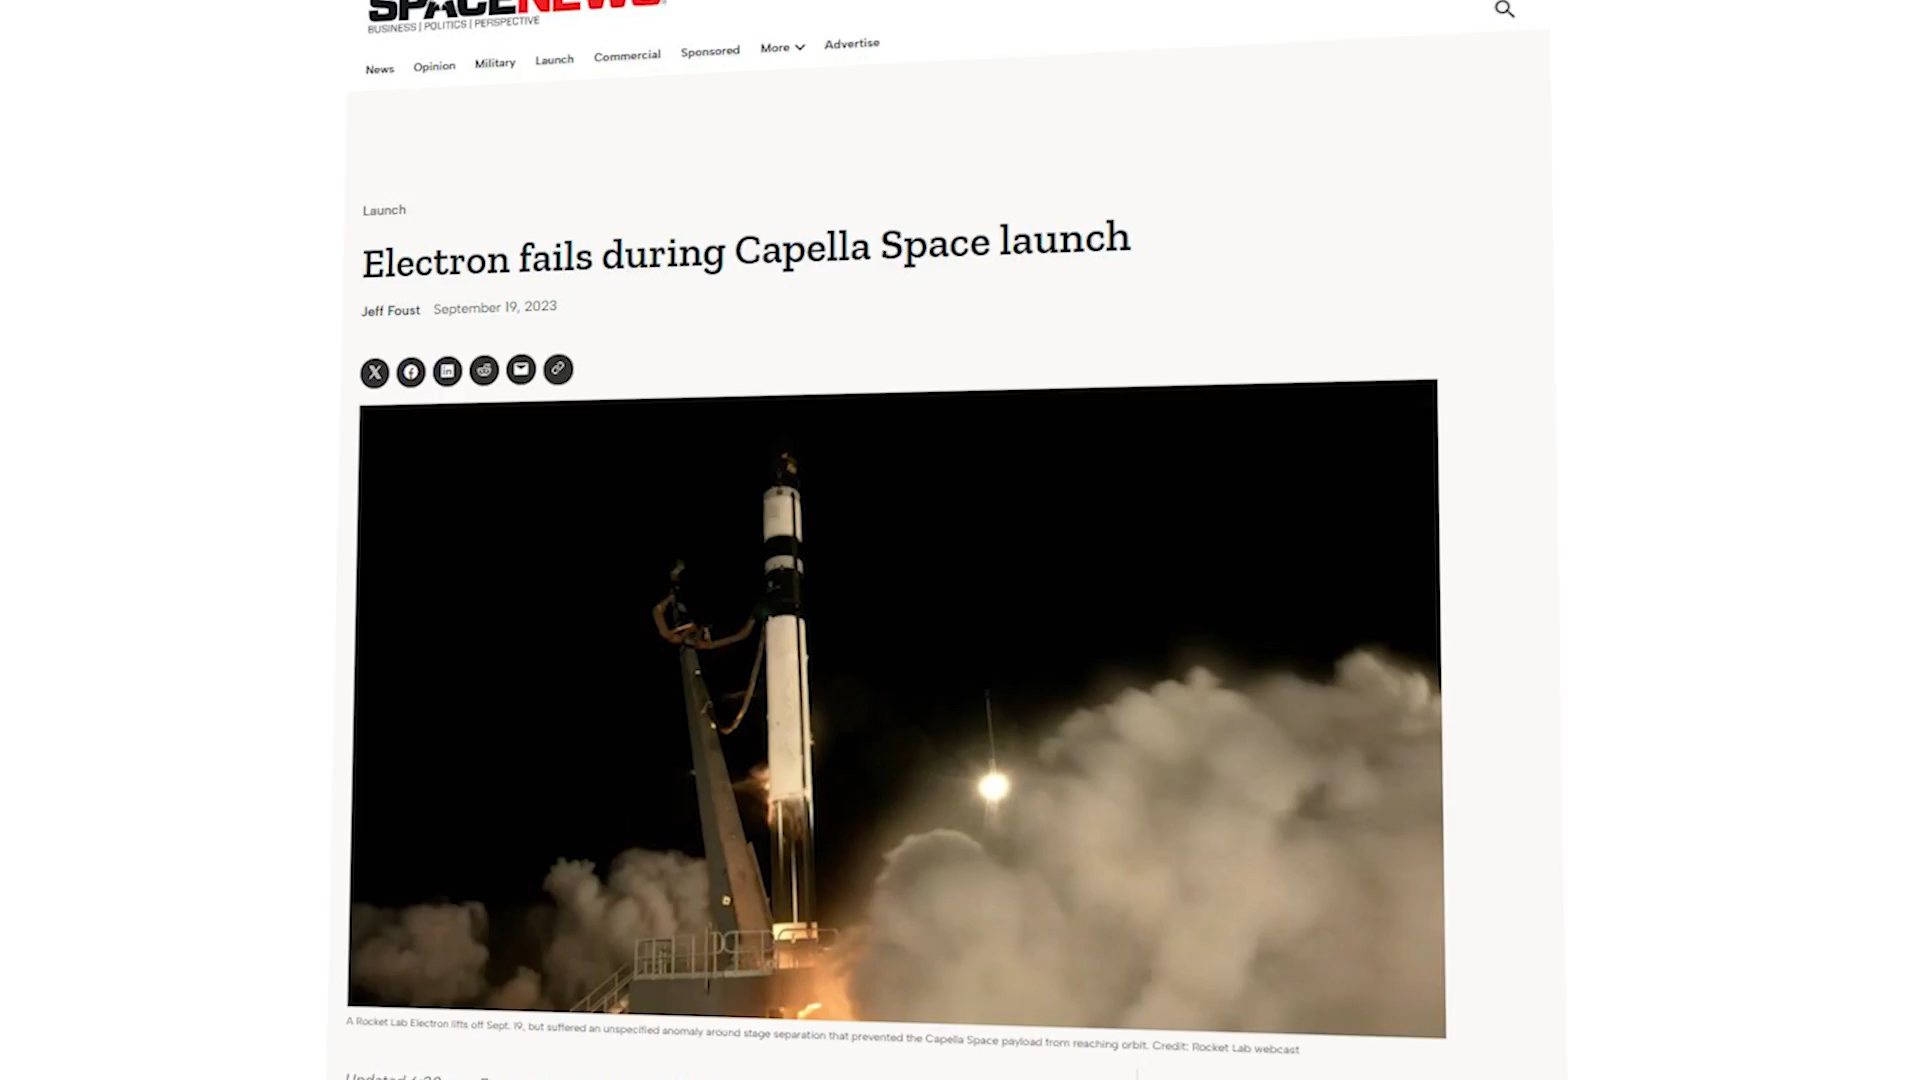 SPACENEWS
BUSINESS | POLITICS | PERSPECTIVE
News Opinion Military Launch Commercial Sponsored More Advertise
Launch
Electron fails during Capella Space launch
Jeff Foust September 19, 2023
A Rocket Lab Electron lifts off Sept. 19, but suffered an unspecified anomaly around stage separation that prevented the Capella Space payload from reaching orbit. Credit: Rocket Lab webcast
Updated